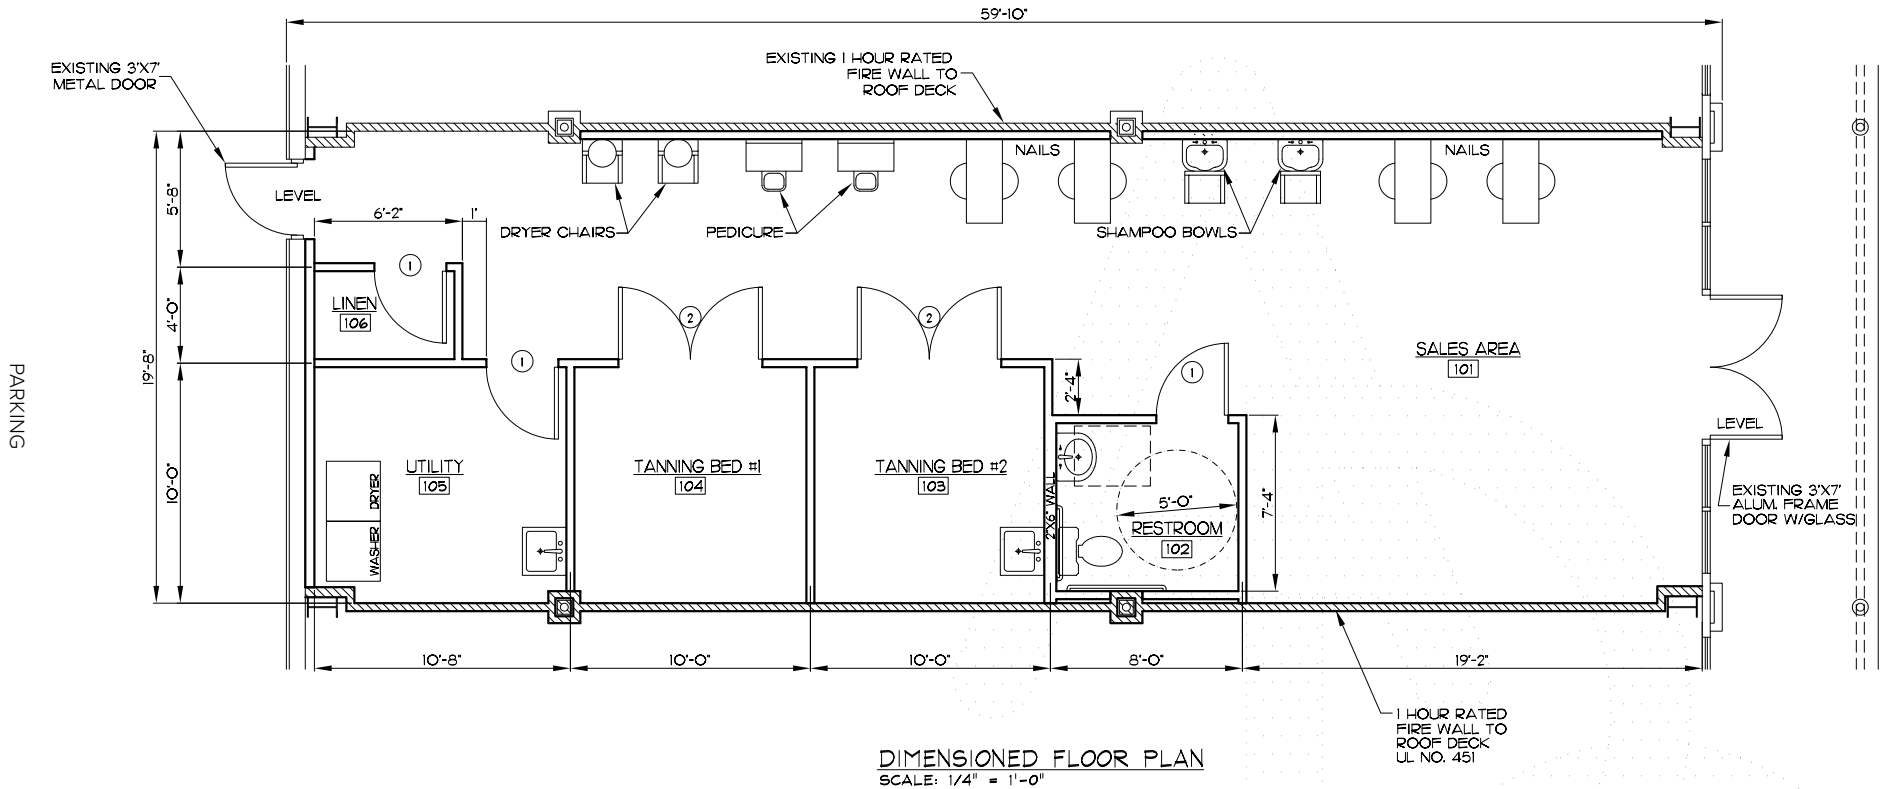 59'-10"
EXISTING 3'X7'
METAL DOOR
EXISTING 1 HOUR RATED
FIRE WALL TO
ROOF DECK
NAILS
NAILS
LEVEL
5'-8"
6'-2"
1'
DRYER CHAIRS
PEDICURE
SHAMPOO BOWLS
1
LINEN
106
4'-0"
2
2
1
1
19'-8"
SALES AREA
101
2'-4"
PARKING
LEVEL
UTILITY
105
TANNING BED #1
104
TANNING BED #2
103
10'-0"
DRYER
WASHER
2"X6" WALL
5'-0"
RESTROOM
102
7'-4"
EXISTING 3'X7'
ALUM. FRAME
DOOR W/GLASS
10'-8"
10'-0"
10'-0"
8'-0"
19'-2"
1 HOUR RATED
FIRE WALL TO
ROOF DECK
UL NO. 451
DIMENSIONED FLOOR PLAN
SCALE: 1/4" = 1'-0"